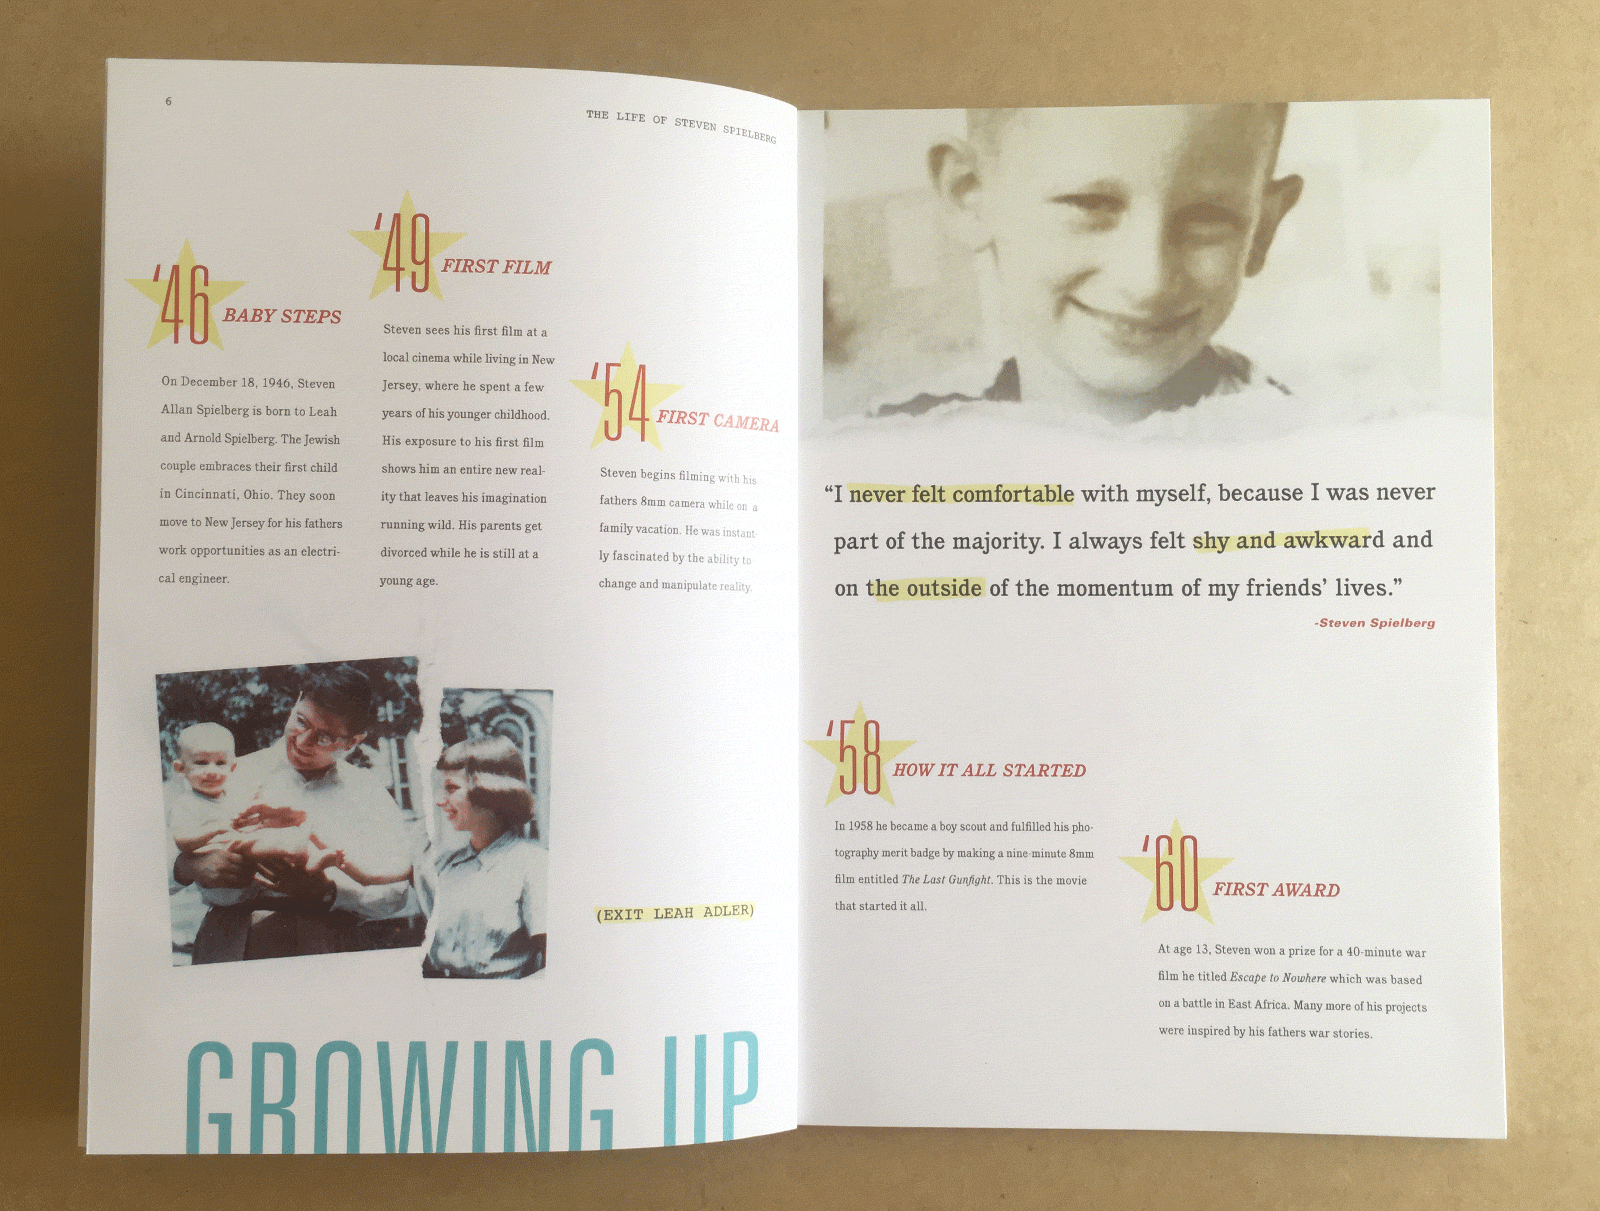 6
THE LIFE OF STEVEN SPIELBERG
'46 BABY STEPS
On December 18, 1946, Steven
Allan Spielberg is born to Leah
and Arnold Spielberg. The Jewish
couple embraces their first child
in Cincinnati, Ohio. They soon
move to New Jersey for his fathers
work opportunities as an electri-
cal engineer.
'49 FIRST FILM
Steven sees his first film at a
local cinema while living in New
Jersey, where he spent a few
years of his younger childhood.
His exposure to his first film
shows him an entire new real-
ity that leaves his imagination
running wild. His parents get
divorced while he is still at a
young age.
'54 FIRST CAMERA
Steven begins filming with his
fathers 8mm camera while on a
family vacation. He was instant
ly fascinated by the ability to
change and manipulate reality.
(EXIT LEAH ADLER)
GROWING UP
“I never felt comfortable with myself, because I was never
part of the majority. I always felt shy and awkward and
on the outside of the momentum of my friends’ lives.”
-Steven Spielberg
'58 HOW IT ALL STARTED
In 1958 he became a boy scout and fulfilled his pho-
tography merit badge by making a nine-minute 8mm
film entitled The Last Gunfight. This is the movie
that started it all.
'60 FIRST AWARD
At age 13, Steven won a prize for a 40-minute war
film he titled Escape to Nowhere which was based
on a battle in East Africa. Many more of his projects
were inspired by his fathers war stories.